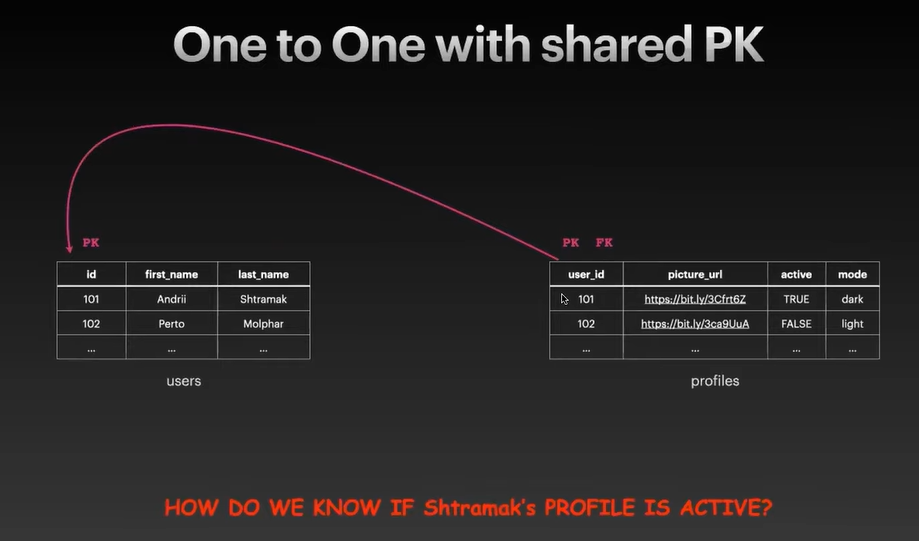 One to One with shared PK
PK
PK FK
id first_name last_name
101 Andrii Shtramak
102 Perto Molphar
... ... ...
users
user_id picture_url active mode
101 https://bit.ly/3Cfrt6Z TRUE dark
102 https://bit.ly/3ca9UuA FALSE light
... ... ... ...
profiles
HOW DO WE KNOW IF Shtramak's PROFILE IS ACTIVE?